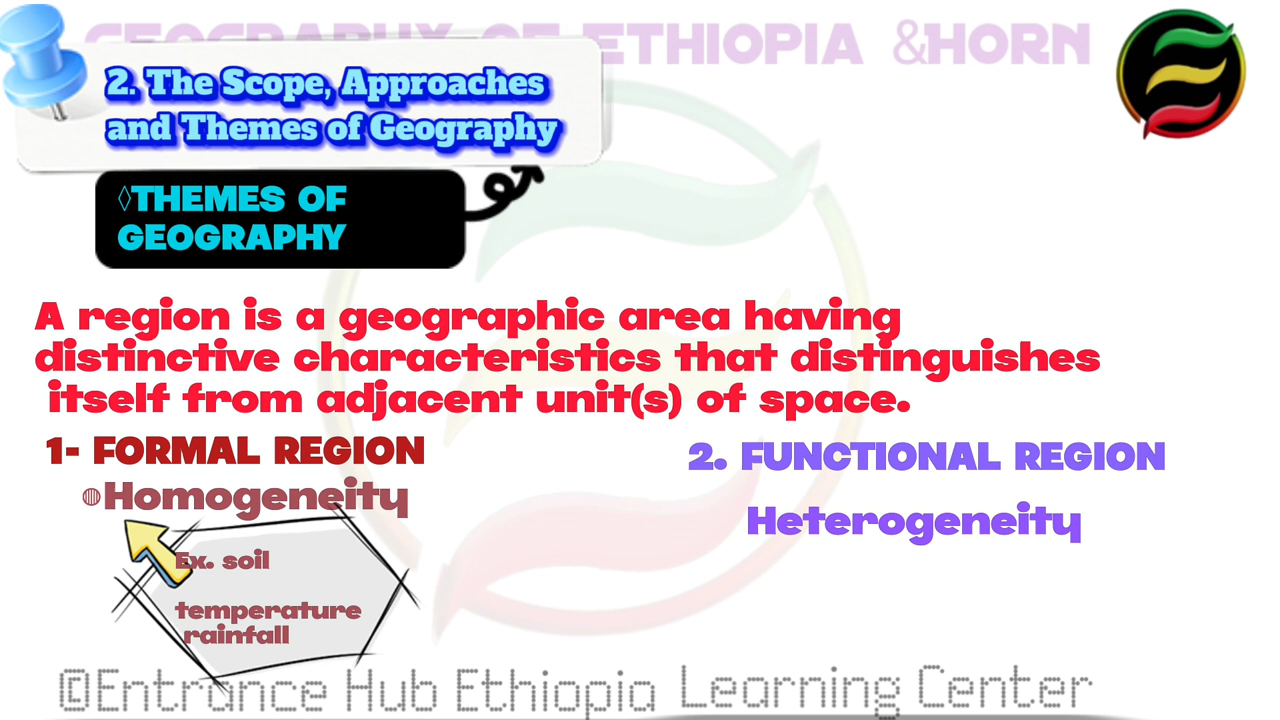 GEOGRAPHY OF ETHIOPIA &HORN
2. The Scope, Approaches
and Themes of Geography
◊THEMES OF
GEOGRAPHY
A region is a geographic area having
distinctive characteristics that distinguishes
itself from adjacent unit(s) of space.
1- FORMAL REGION
◍Homogeneity
Ex. soil
temperature
rainfall
2. FUNCTIONAL REGION
Heterogeneity
©Entrance Hub Ethiopia Learning Center